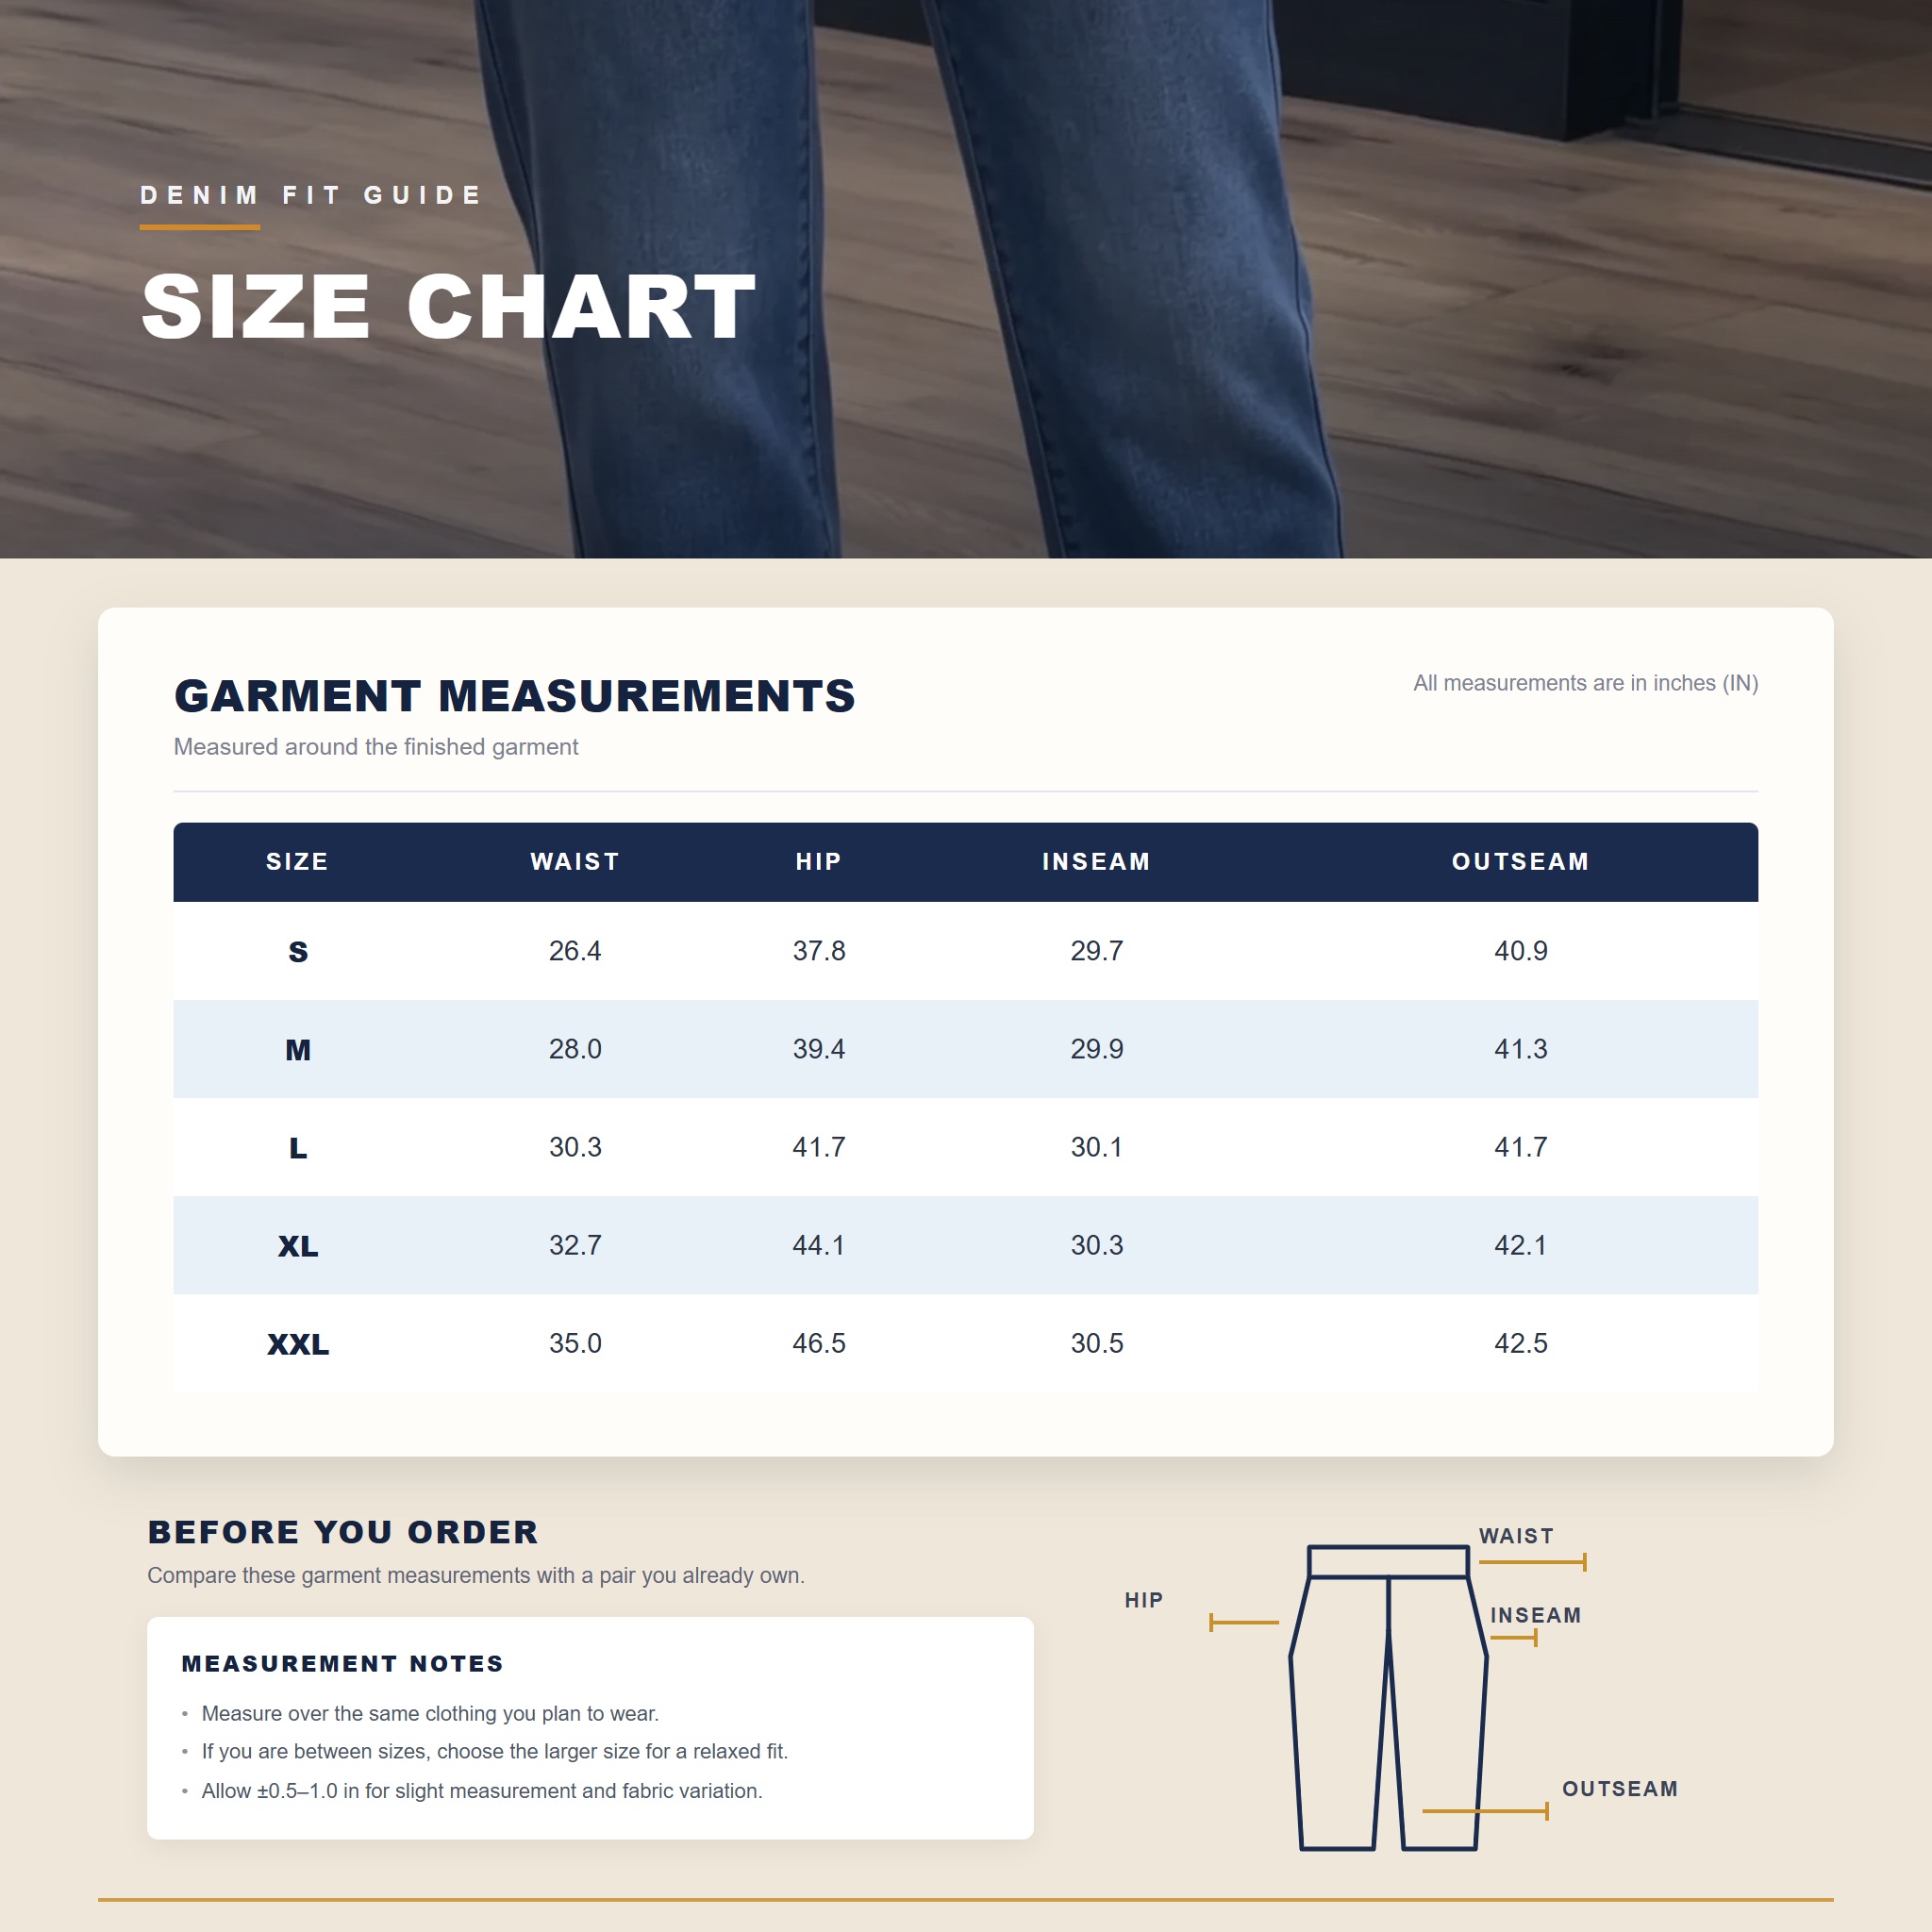 DENIM FIT GUIDE
SIZE CHART
GARMENT MEASUREMENTS
All measurements are in inches (IN)
Measured around the finished garment
SIZE WAIST HIP INSEAM OUTSEAM
S 26.4 37.8 29.7 40.9
M 28.0 39.4 29.9 41.3
L 30.3 41.7 30.1 41.7
XL 32.7 44.1 30.3 42.1
XXL 35.0 46.5 30.5 42.5
BEFORE YOU ORDER
Compare these garment measurements with a pair you already own.
MEASUREMENT NOTES
• Measure over the same clothing you plan to wear.
• If you are between sizes, choose the larger size for a relaxed fit.
• Allow ±0.5–1.0 in for slight measurement and fabric variation.
WAIST
HIP
INSEAM
OUTSEAM